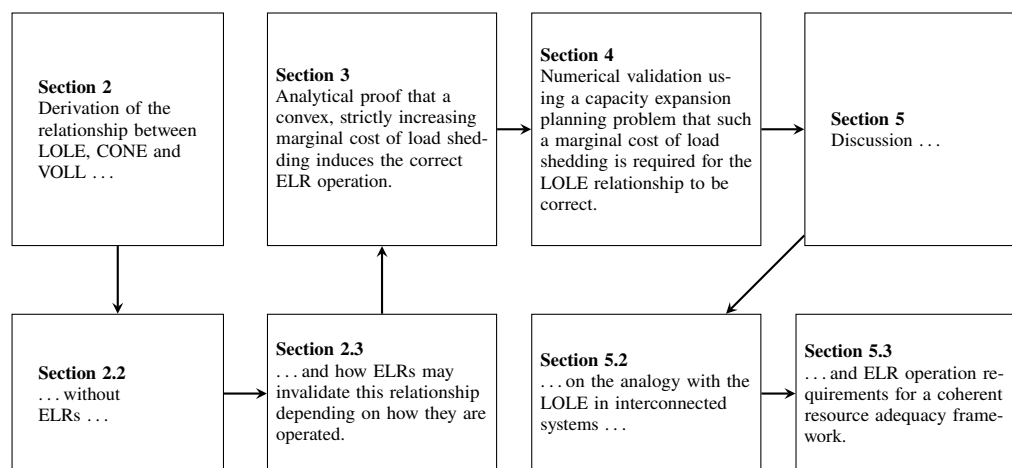 Section 2
Derivation of the
relationship between
LOLE, CONE and
VOLL ...
Section 2.2
... without
ELRs ...
Section 2.3
... and how ELRs may
invalidate this relationship
depending on how they are
operated.
Section 3
Analytical proof that a
convex, strictly increasing
marginal cost of load shed-
ding induces the correct
ELR operation.
Section 4
Numerical validation us-
ing a capacity expansion
planning problem that such
a marginal cost of load
shedding is required for the
LOLE relationship to be
correct.
Section 5
Discussion ...
Section 5.2
... on the analogy with the
LOLE in interconnected
systems ...
Section 5.3
... and ELR operation re-
quirements for a coherent
resource adequacy frame-
work.